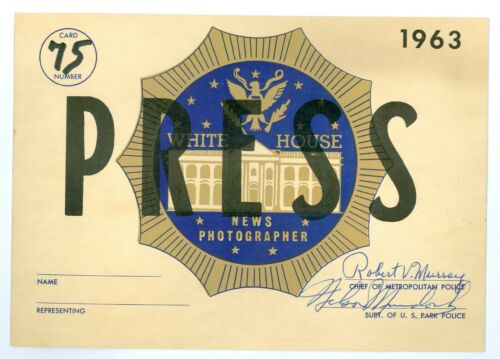 CARD
75
NUMBER
1963
PRESS
WHITE HOUSE
NEWS
PHOTOGRAPHER
NAME
REPRESENTING
Robert V. Murray
CHIEF OF METROPOLITAN POLICE
SUPT. OF U. S. PARK POLICE